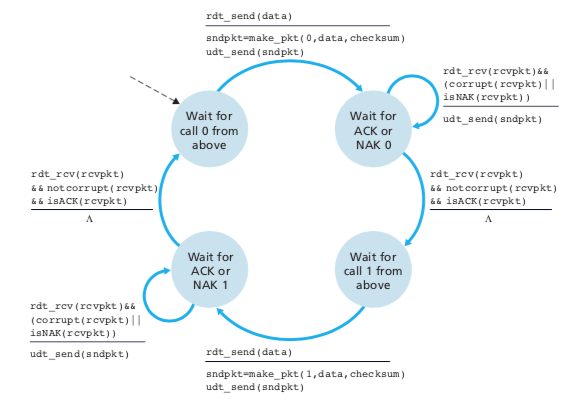 rdt_send(data)
sndpkt=make_pkt(0,data,checksum)
udt_send(sndpkt)
rdt_rcv(rcvpkt)&&
(corrupt(rcvpkt)||
isNAK(rcvpkt))
udt_send(sndpkt)
Wait for
call 0 from
above
Wait for
ACK or
NAK 0
rdt_rcv(rcvpkt)
&& notcorrupt(rcvpkt)
&& isACK(rcvpkt)
Λ
rdt_rcv(rcvpkt)
&& notcorrupt(rcvpkt)
&& isACK(rcvpkt)
Λ
Wait for
ACK or
NAK 1
Wait for
call 1 from
above
rdt_rcv(rcvpkt)&&
(corrupt(rcvpkt)||
isNAK(rcvpkt))
udt_send(sndpkt)
rdt_send(data)
sndpkt=make_pkt(1,data,checksum)
udt_send(sndpkt)